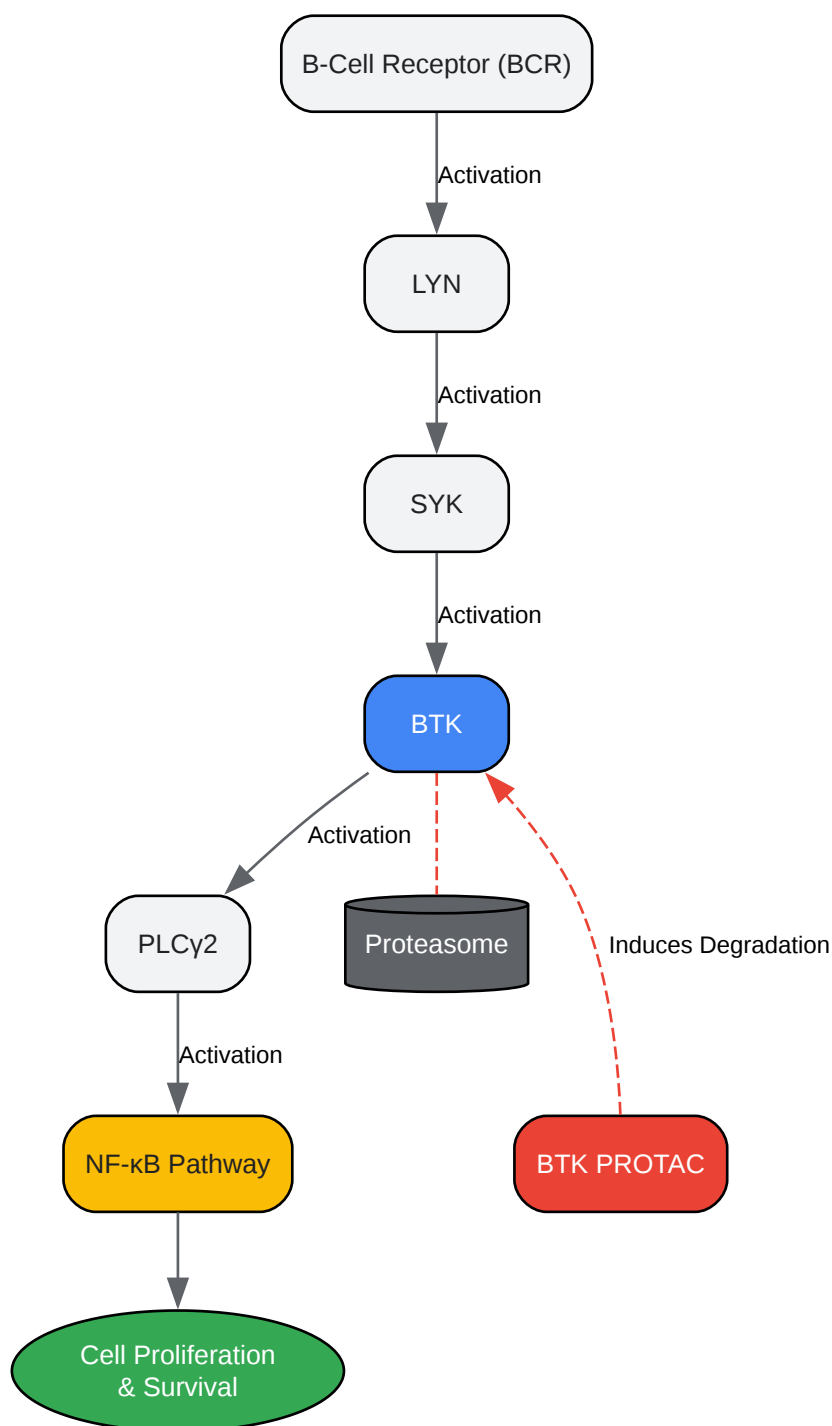 B-Cell Receptor (BCR)
Activation
LYN
Activation
SYK
Activation
BTK
Activation
PLCγ2
Proteasome
Induces Degradation
Activation
NF-κB Pathway
BTK PROTAC
Cell Proliferation
& Survival